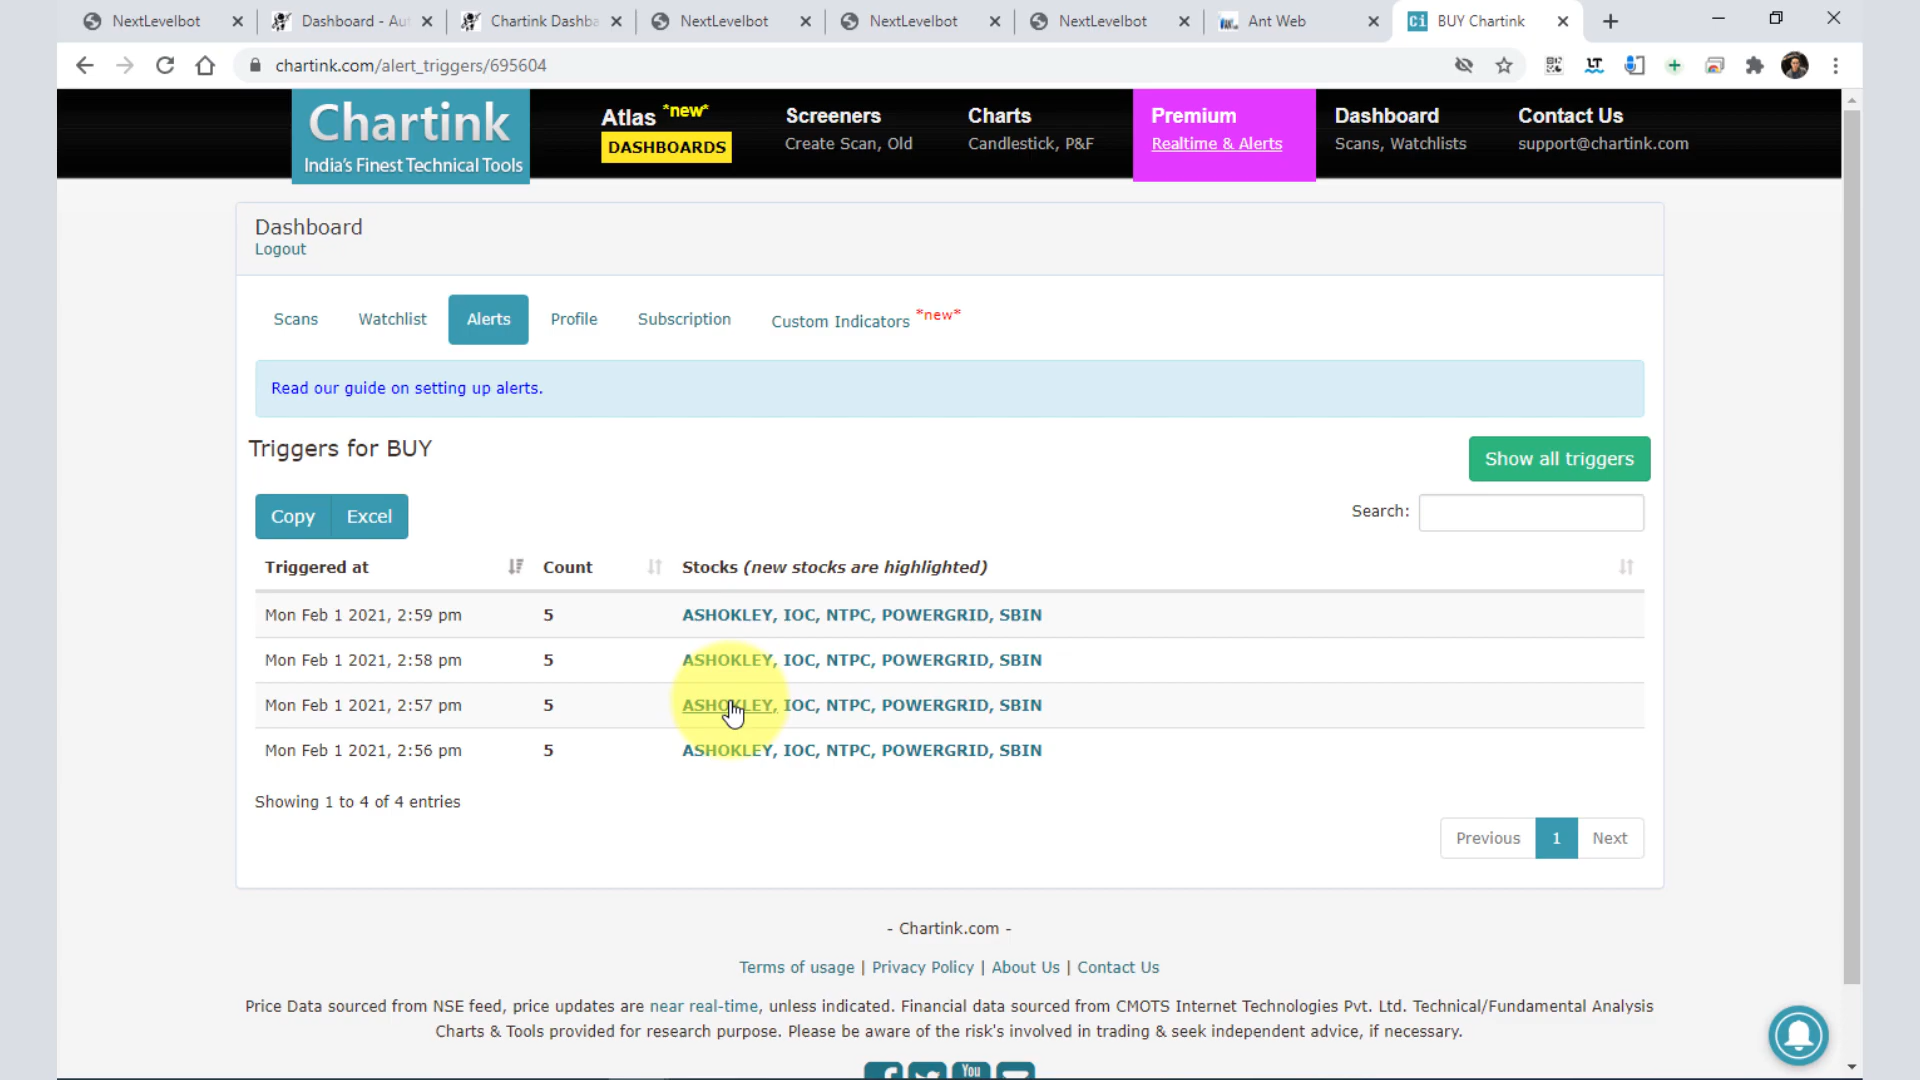 NextLevelbot
Dashboard - Aut
Chartink Dashba
NextLevelbot
NextLevelbot
NextLevelbot
Ant Web
BUY Chartink
chartink.com/alert_triggers/695604
Chartink
India's Finest Technical Tools
Atlas *new*
DASHBOARDS
Screeners
Create Scan, Old
Charts
Candlestick, P&F
Premium
Realtime & Alerts
Dashboard
Scans, Watchlists
Contact Us
support@chartink.com
Dashboard
Logout
Scans
Watchlist
Alerts
Profile
Subscription
Custom Indicators *new*
Read our guide on setting up alerts.
Triggers for BUY
Show all triggers
Copy
Excel
Search:
Triggered at
Count
Stocks (new stocks are highlighted)
Mon Feb 1 2021, 2:59 pm 5 ASHOKLEY, IOC, NTPC, POWERGRID, SBIN
Mon Feb 1 2021, 2:58 pm 5 ASHOKLEY, IOC, NTPC, POWERGRID, SBIN
Mon Feb 1 2021, 2:57 pm 5 ASHOKLEY, IOC, NTPC, POWERGRID, SBIN
Mon Feb 1 2021, 2:56 pm 5 ASHOKLEY, IOC, NTPC, POWERGRID, SBIN
Showing 1 to 4 of 4 entries
Previous
1
Next
- Chartink.com -
Terms of usage | Privacy Policy | About Us | Contact Us
Price Data sourced from NSE feed, price updates are near real-time, unless indicated. Financial data sourced from CMOTS Internet Technologies Pvt. Ltd. Technical/Fundamental Analysis
Charts & Tools provided for research purpose. Please be aware of the risk's involved in trading & seek independent advice, if necessary.
You